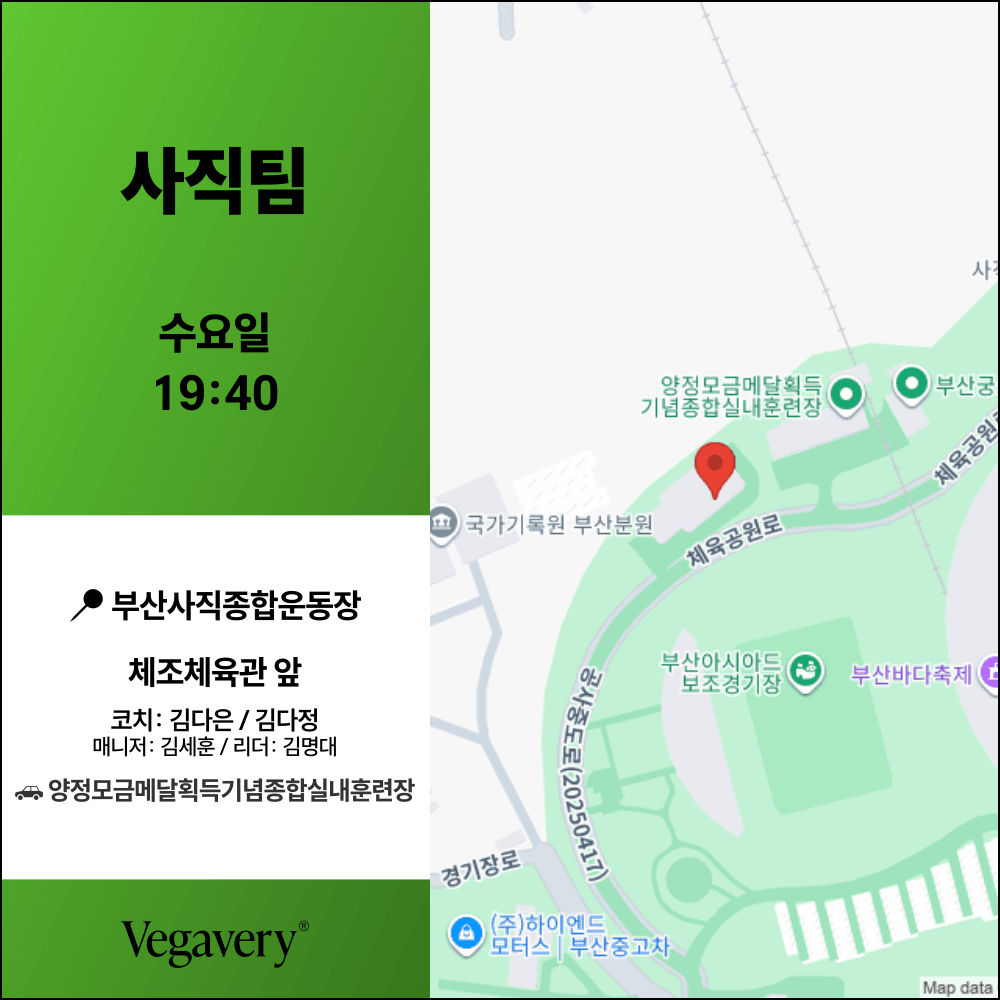 사직팀
수요일
19:40
부산사직종합운동장
체조체육관 앞
코치: 김다은 / 김다정
매니저: 김세훈 / 리더: 김명대
양정모금메달획득기념종합실내훈련장
Vegavery®
양정모금메달획득
기념종합실내훈련장
부산궁
체육공원로
국가기록원 부산분원
체육공원로
부산아시아드
보조경기장
부산바다축제
공사중도로(20250417)
경기장로
(주)하이엔드
모터스 | 부산중고차
Map data